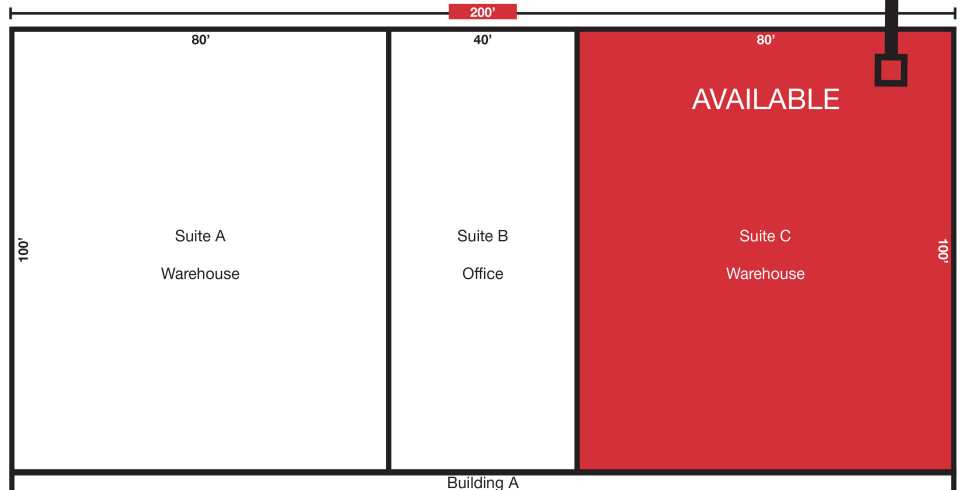 200’
80’
40’
80’
AVAILABLE
100’
Suite A
Warehouse
Suite B
Office
Suite C
Warehouse
100’
Building A